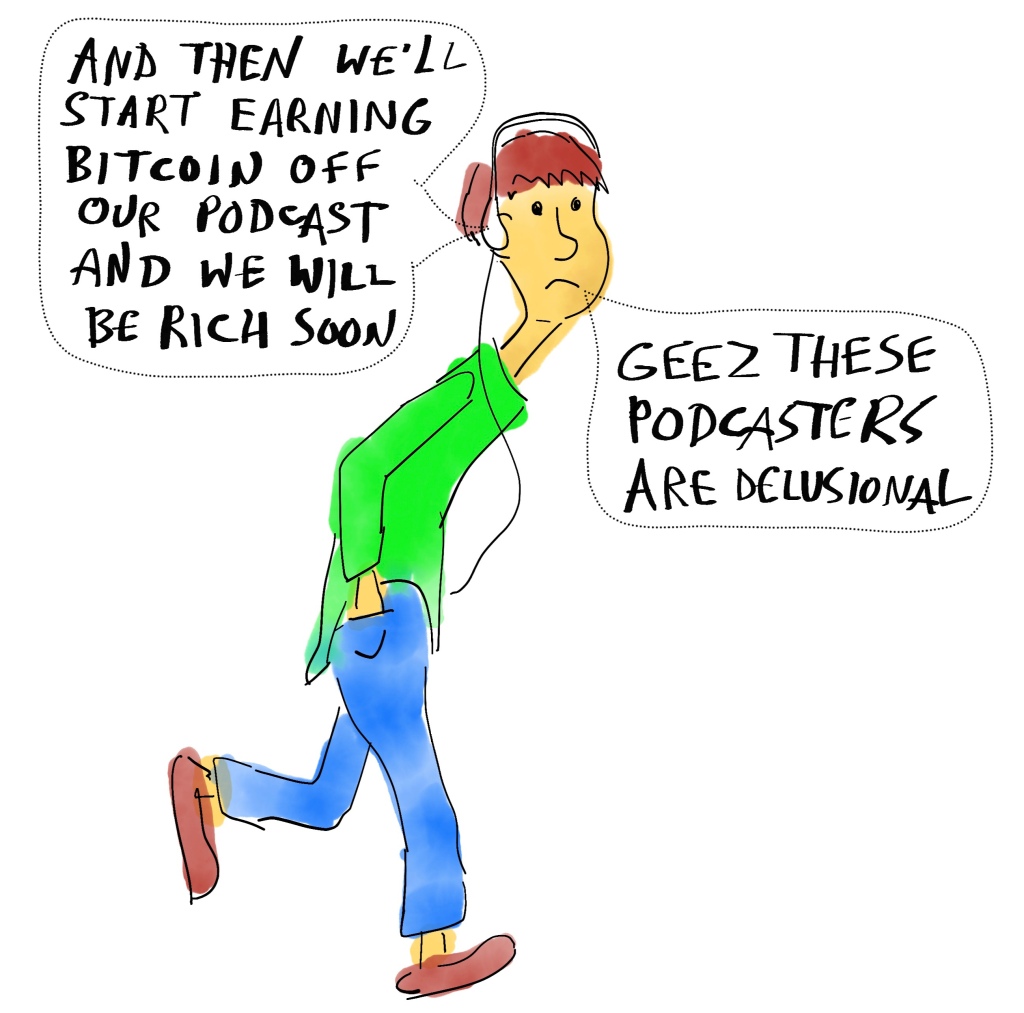 AND THEN WE'LL
START EARNING
BITCOIN OFF
OUR PODCAST
AND WE WILL
BE RICH SOON
GEEZ THESE
PODCASTERS
ARE DELUSIONAL